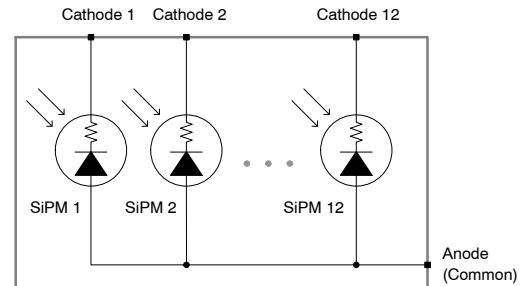 Cathode 1 Cathode 2 Cathode 12
SiPM 1 SiPM 2 SiPM 12
Anode
(Common)